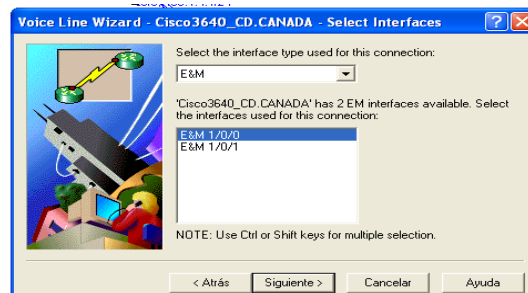 Voice Line Wizard - Cisco3640_CD.CANADA - Select Interfaces
Select the interface type used for this connection:
E&M
'Cisco3640_CD.CANADA' has 2 EM interfaces available. Select
the interfaces used for this connection:
E&M 1/0/0
E&M 1/0/1
NOTE: Use Ctrl or Shift keys for multiple selection.
< Atrás
Siguiente >
Cancelar
Ayuda